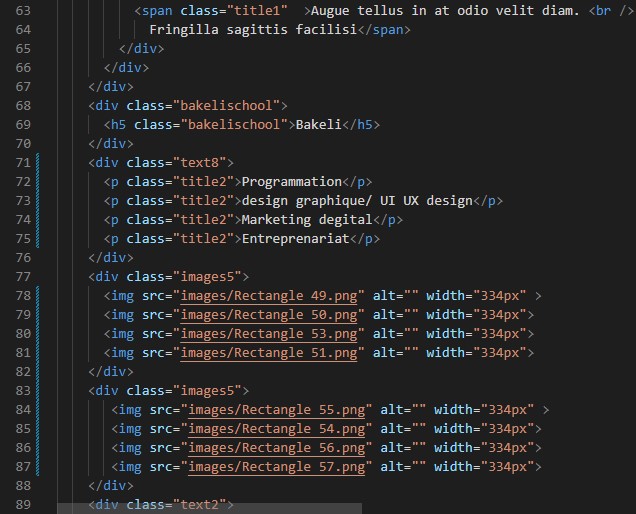 63 <span class="title1"  >Augue tellus in at odio velit diam. <br />
64 Fringilla sagittis facilisi</span>
65 </div>
66 </div>
67 </div>
68 <div class="bakelischool">
69 <h5 class="bakelischool">Bakeli</h5>
70 </div>
71 <div class="text8">
72 <p class="title2">Programmation</p>
73 <p class="title2">design graphique/ UI UX design</p>
74 <p class="title2">Marketing degital</p>
75 <p class="title2">Entreprenariat</p>
76 </div>
77 <div class="images5">
78 <img src="images/Rectangle 49.png" alt="" width="334px" >
79 <img src="images/Rectangle 50.png" alt="" width="334px">
80 <img src="images/Rectangle 53.png" alt="" width="334px">
81 <img src="images/Rectangle 51.png" alt="" width="334px">
82 </div>
83 <div class="images5">
84 <img src="images/Rectangle 55.png" alt="" width="334px" >
85 <img src="images/Rectangle 54.png" alt="" width="334px">
86 <img src="images/Rectangle 56.png" alt="" width="334px">
87 <img src="images/Rectangle 57.png" alt="" width="334px">
88 </div>
89 <div class="text2">